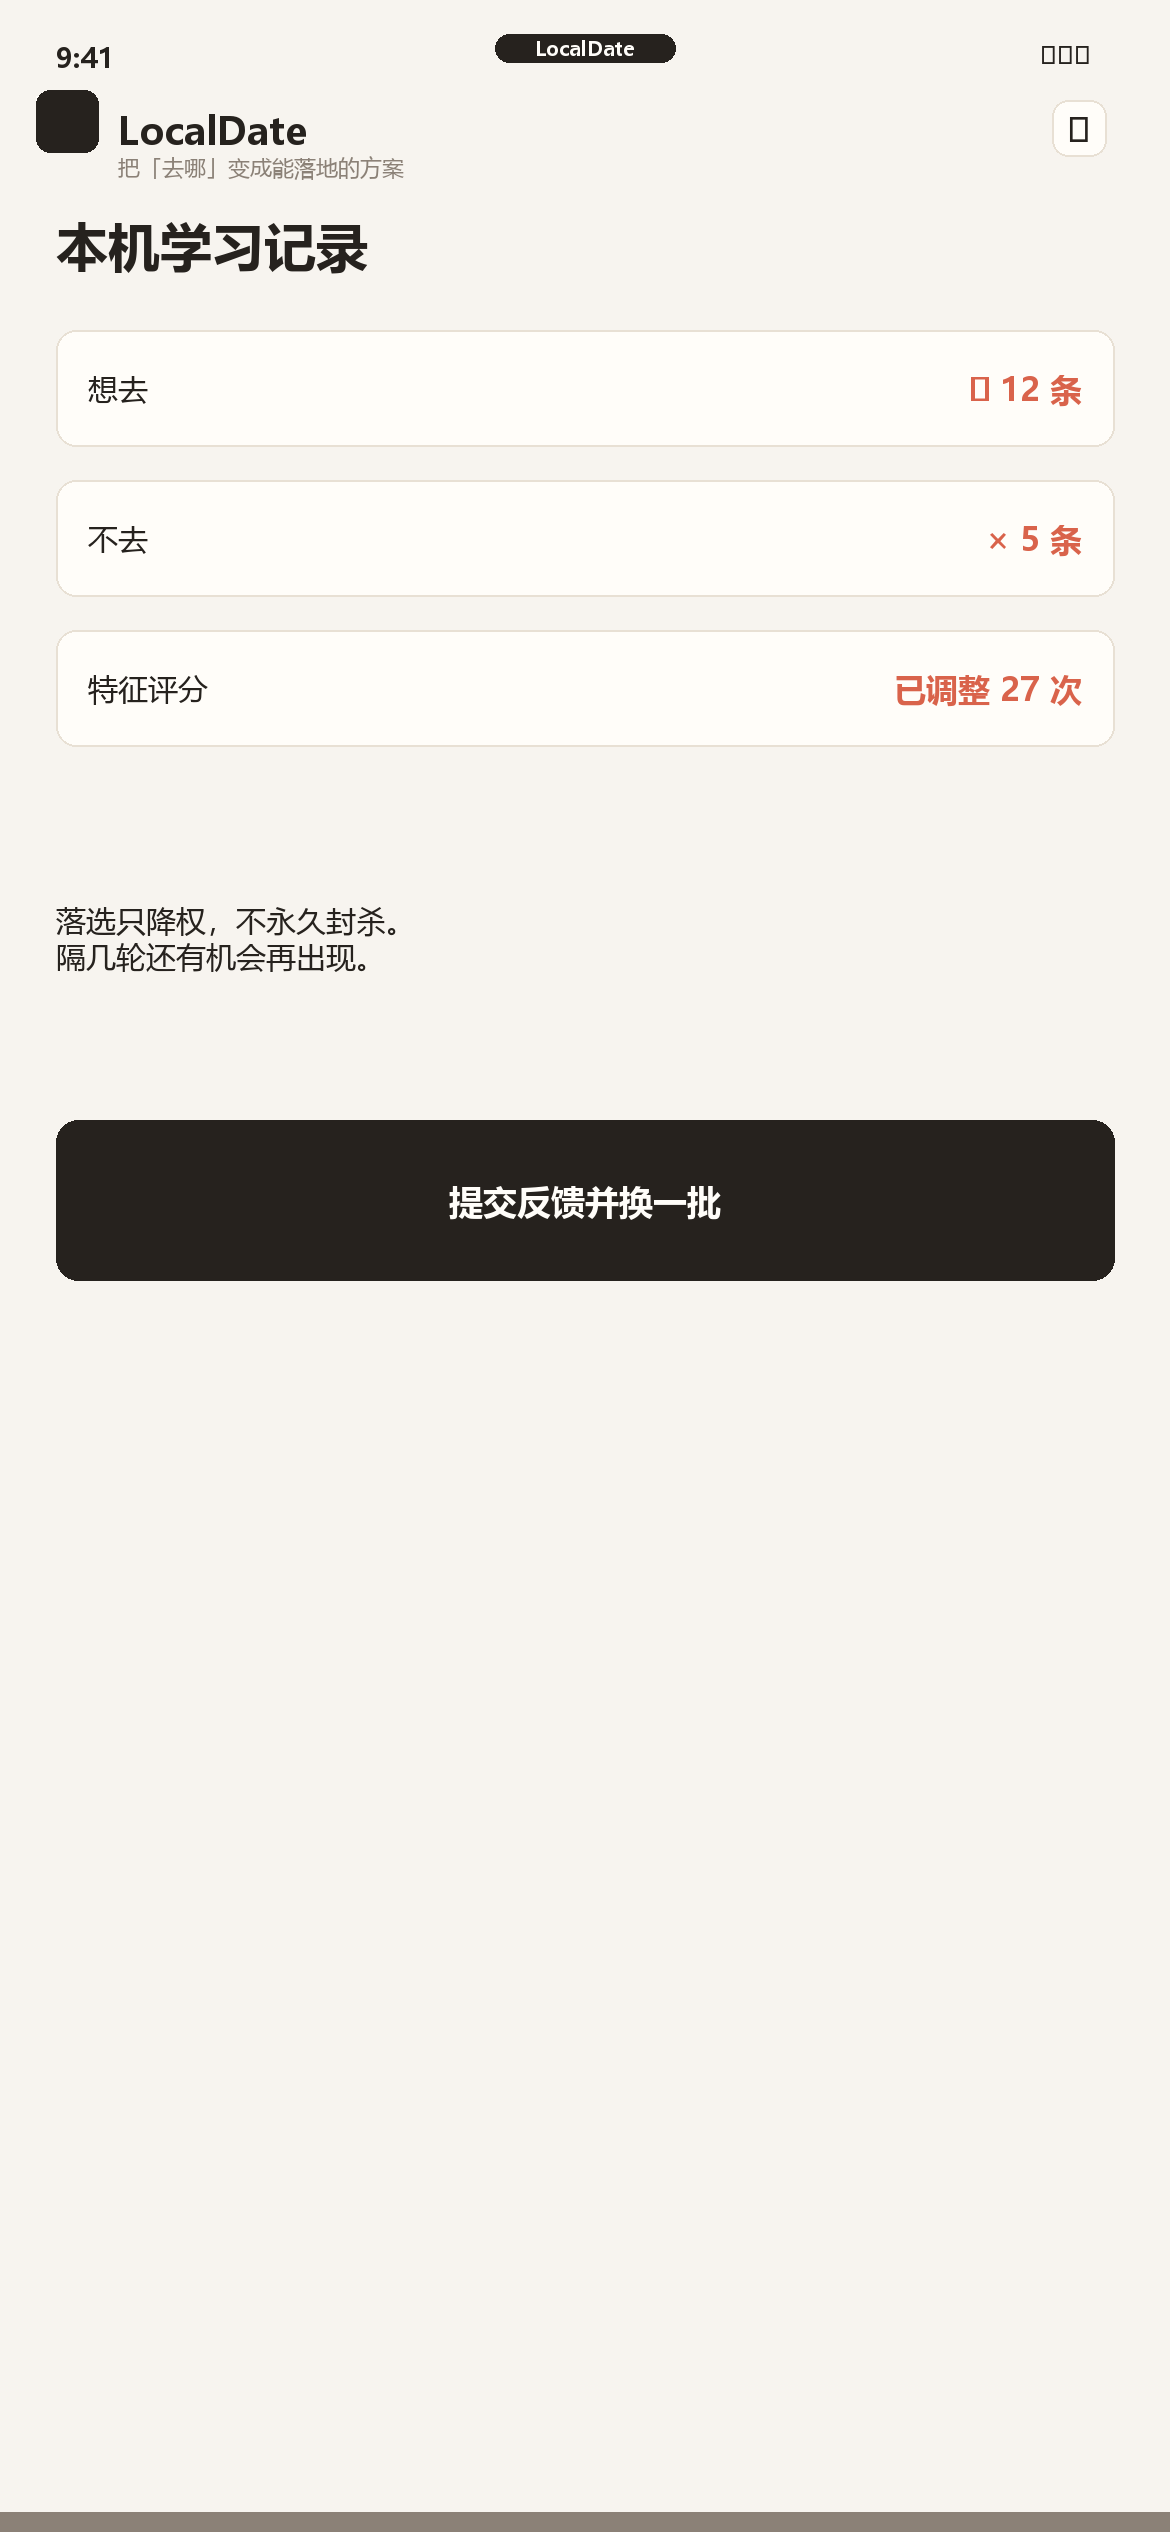 9:41
LocalDate
LocalDate
把「去哪」变成能落地的方案
本机学习记录
想去
12 条
不去
× 5 条
特征评分
已调整 27 次
落选只降权，不永久封杀。
隔几轮还有机会再出现。
提交反馈并换一批